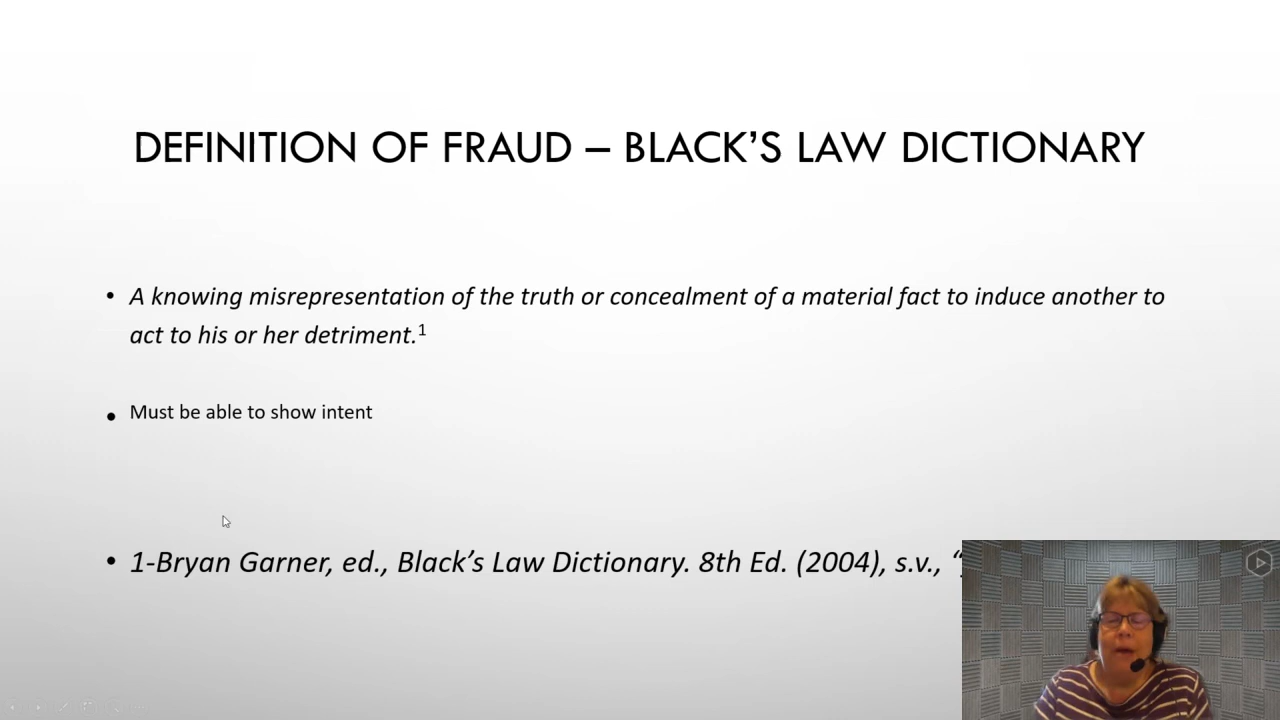 DEFINITION OF FRAUD – BLACK'S LAW DICTIONARY
• A knowing misrepresentation of the truth or concealment of a material fact to induce another to
act to his or her detriment.¹
• Must be able to show intent
• 1-Bryan Garner, ed., Black's Law Dictionary. 8th Ed. (2004), s.v., “